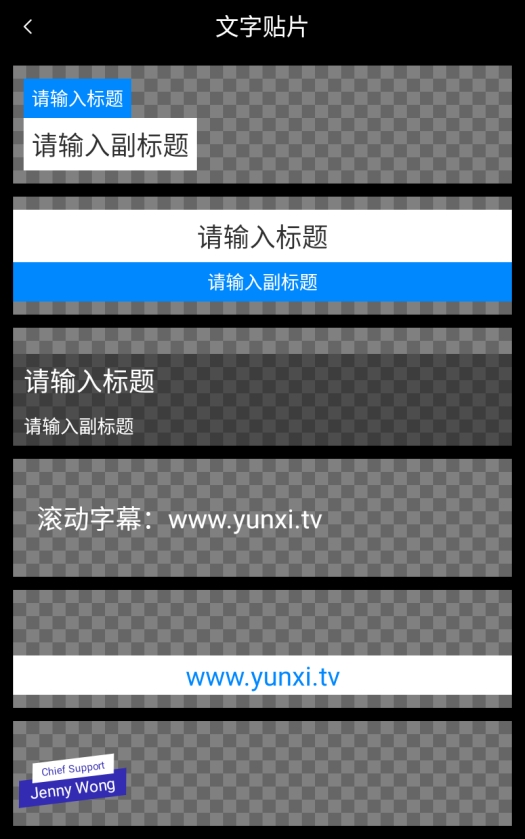 文字贴片
请输入标题
请输入副标题
请输入标题
请输入副标题
请输入标题
请输入副标题
滚动字幕：www.yunxi.tv
www.yunxi.tv
Chief Support
Jenny Wong